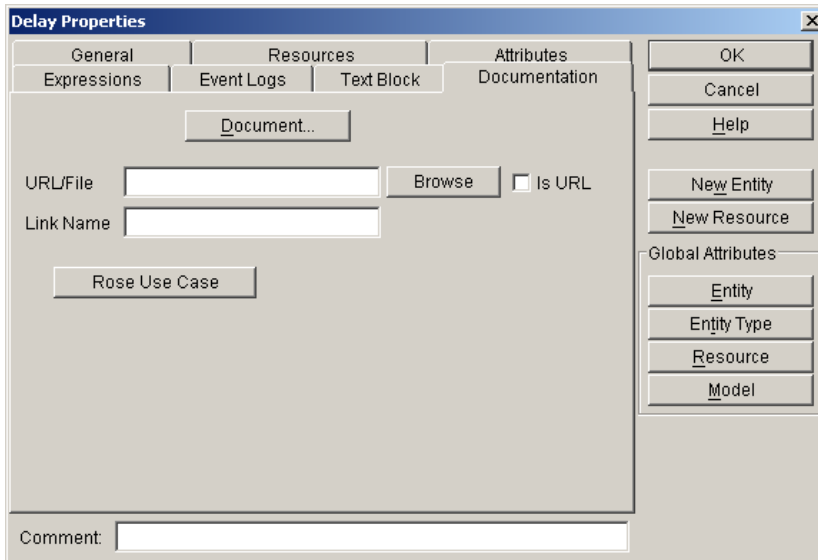 Delay Properties
General Resources Attributes
Expressions Event Logs Text Block Documentation
Document...
URL/File Browse Is URL
Link Name
Rose Use Case
Comment:
OK
Cancel
Help
New Entity
New Resource
Global Attributes
Entity
Entity Type
Resource
Model